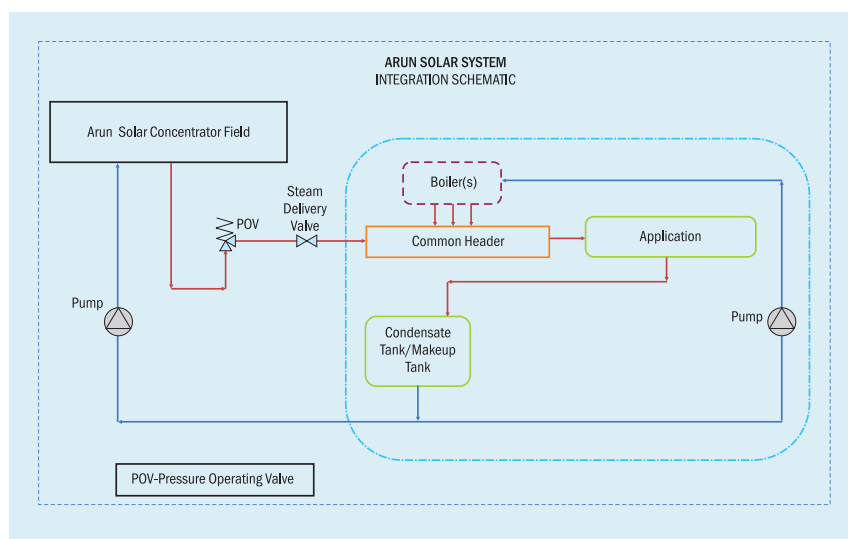 ARUN SOLAR SYSTEM
INTEGRATION SCHEMATIC
Arun Solar Concentrator Field
Boiler(s)
Steam
Delivery
Valve
POV
Common Header
Application
Pump
Condensate
Tank/Makeup
Tank
Pump
POV-Pressure Operating Valve